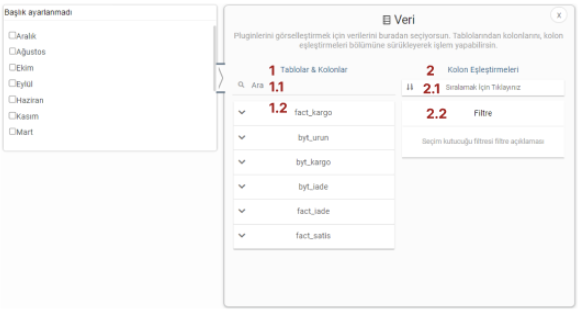 Başlık ayarlanmadı
Aralık
Ağustos
Ekim
Eylül
Haziran
Kasım
Mart
Veri
x
Pluginlerini görselleştirmek için verilerini buradan seçiyorsun. Tablolarından kolonlarını, kolon
eşleştirmeleri bölümüne sürükleyerek işlem yapabilirsin.
1 Tablolar & Kolonlar
Ara 1.1
1.2 fact_kargo
byt_urun
byt_kargo
byt_iade
fact_iade
fact_satis
2 Kolon Eşleştirmeleri
2.1 Sıralamak İçin Tıklayınız
2.2 Filtre
Seçim kutucuğu filtresi filtre açıklaması